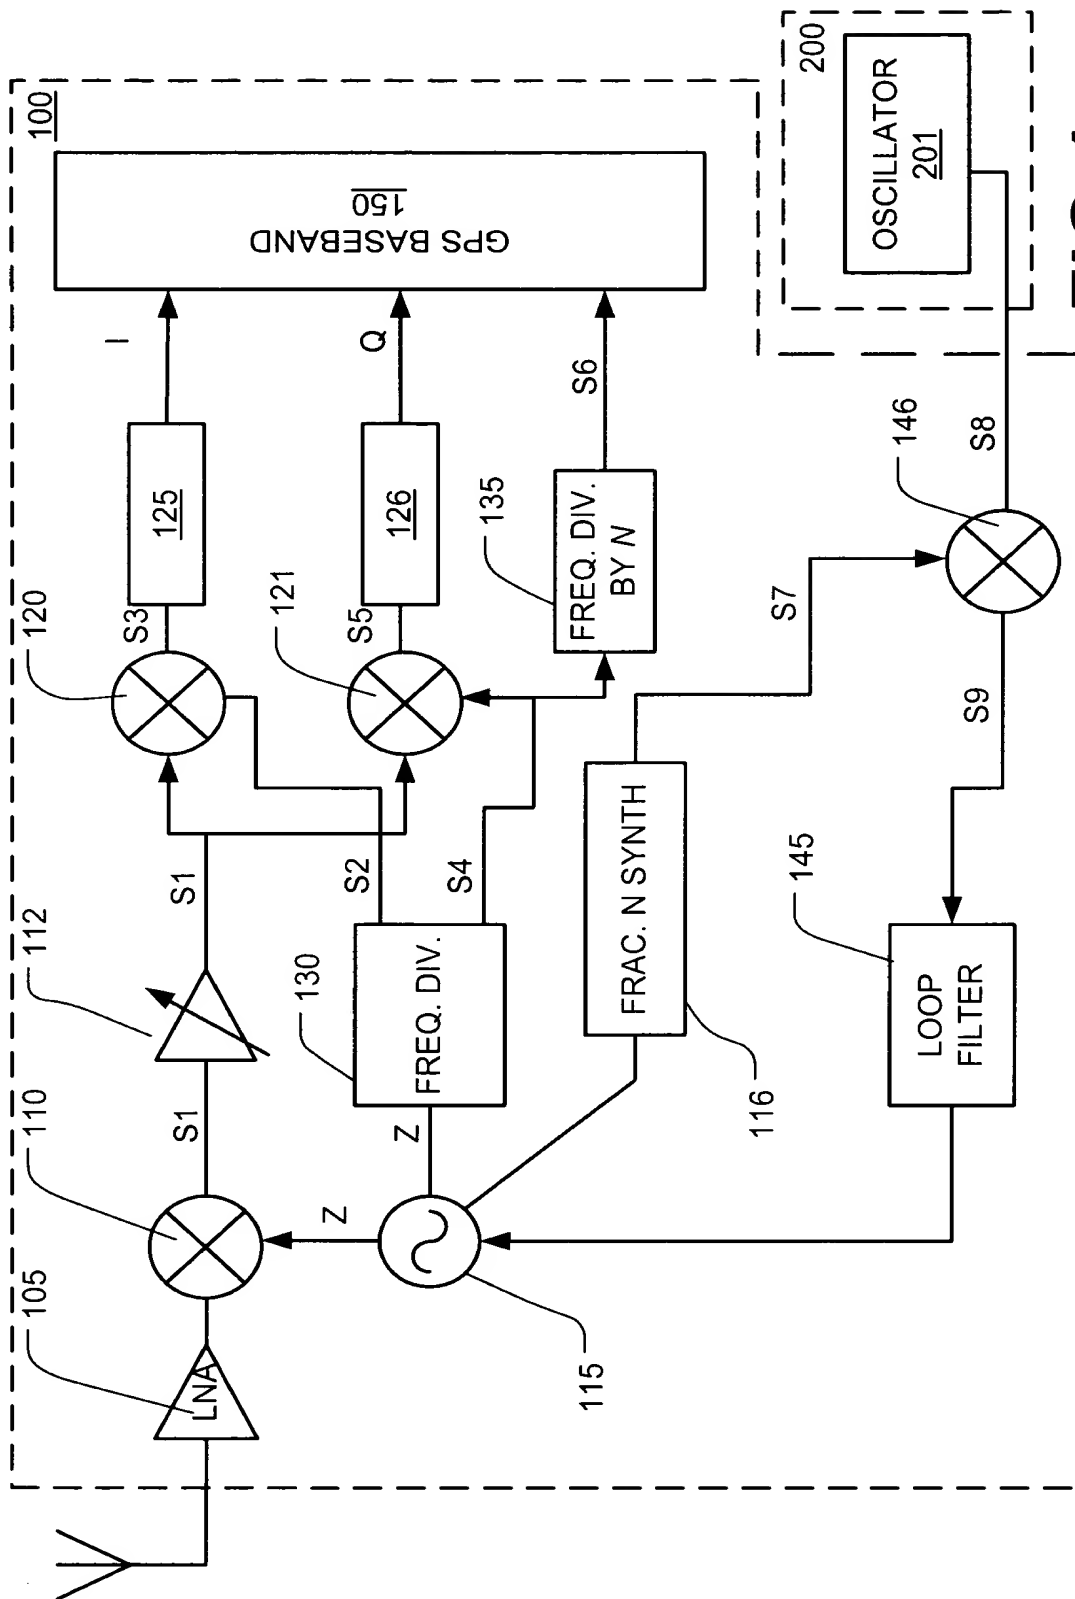 100
105
LNA
110
S1
112
S1
120
S3
125
I
GPS BASEBAND
150
Z
115
Z
130
FREQ. DIV.
S2
S4
121
S5
126
Q
135
FREQ. DIV.
BY N
S6
FRAC. N SYNTH
116
S7
145
LOOP
FILTER
S9
146
S8
200
OSCILLATOR
201